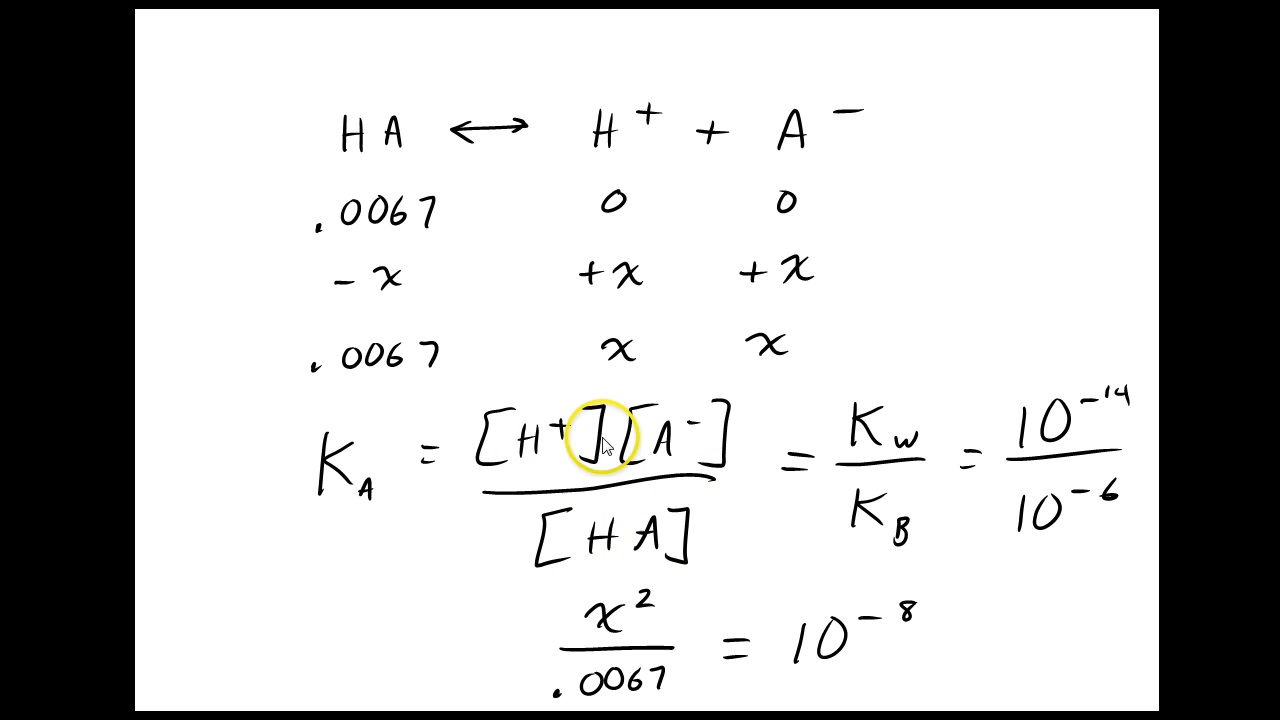 HA ⟷ H⁺ + A⁻
.0067 0 0
- x +x +x
.0067 x x
K_A = [H⁺][A⁻] / [HA] = K_W / K_B = 10⁻¹⁴ / 10⁻⁶
x² / .0067 = 10⁻⁸